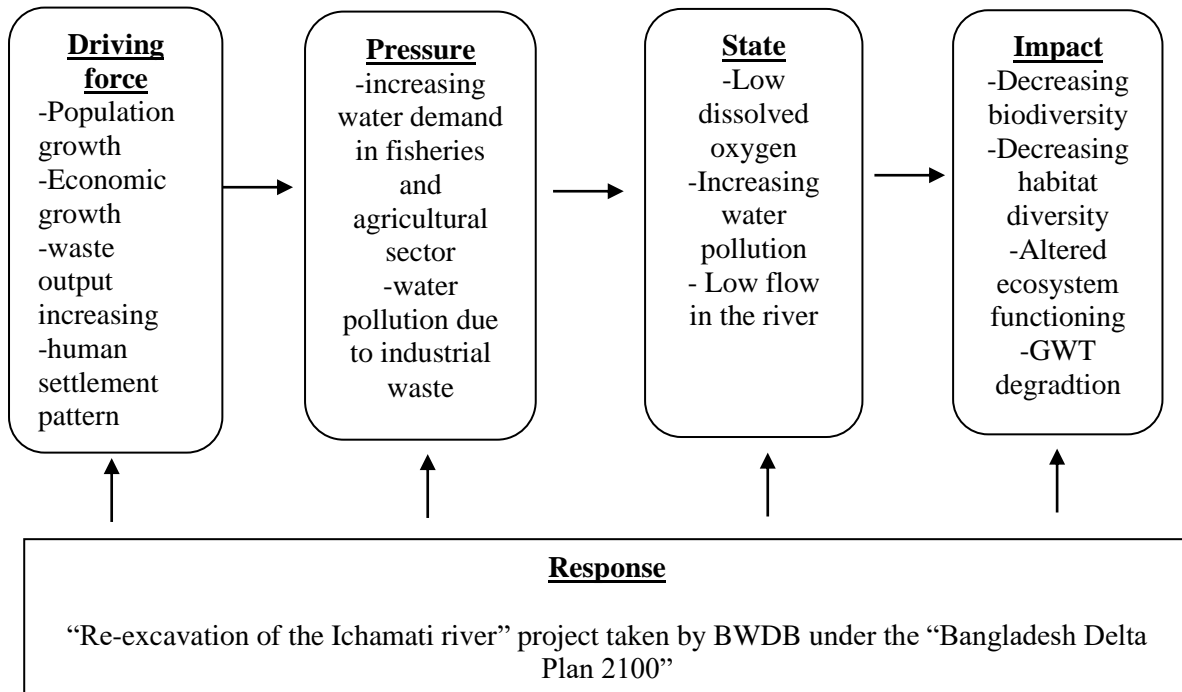 Driving
force
-Population
growth
-Economic
growth
-waste
output
increasing
-human
settlement
pattern
Pressure
-increasing
water demand
in fisheries
and
agricultural
sector
-water
pollution due
to industrial
waste
State
-Low
dissolved
oxygen
-Increasing
water
pollution
- Low flow
in the river
Impact
-Decreasing
biodiversity
-Decreasing
habitat
diversity
-Altered
ecosystem
functioning
-GWT
degradtion
Response
“Re-excavation of the Ichamati river” project taken by BWDB under the “Bangladesh Delta
Plan 2100”